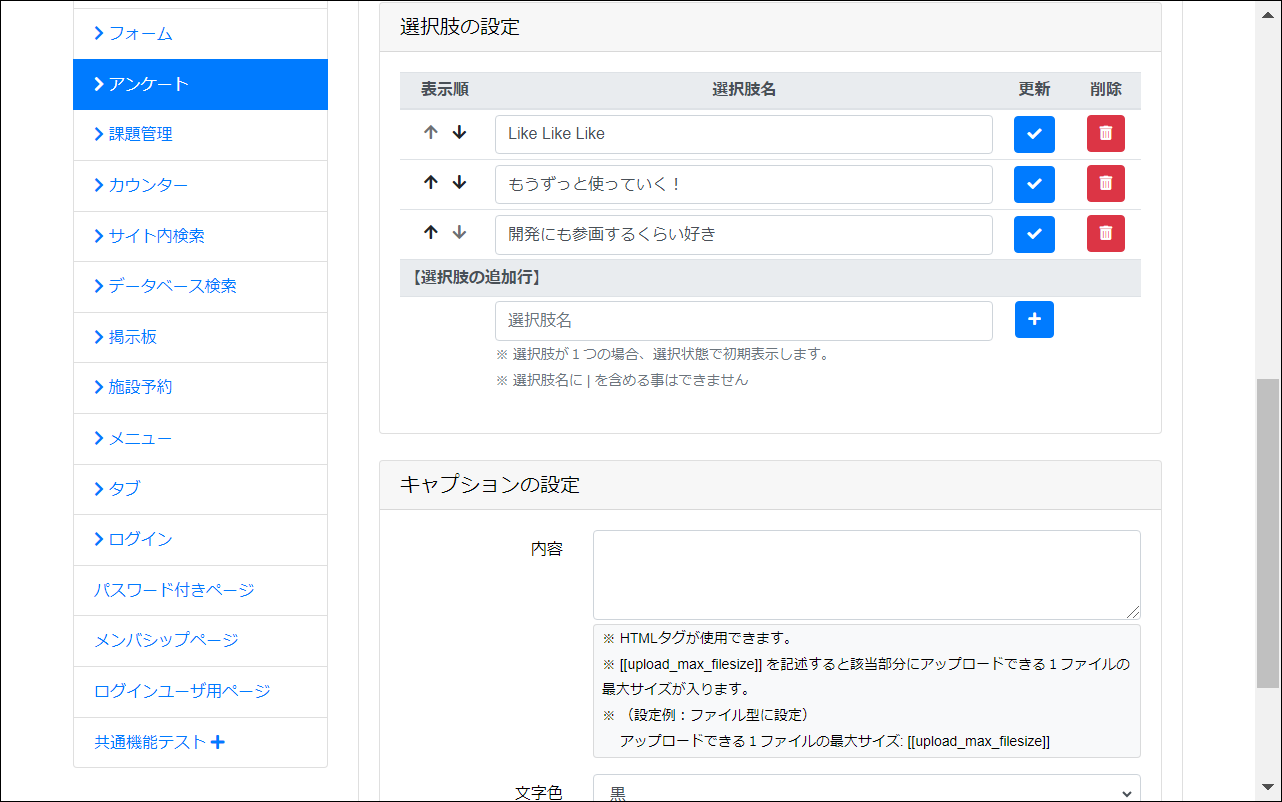 フォーム
アンケート
課題管理
カウンター
サイト内検索
データベース検索
掲示板
施設予約
メニュー
タブ
ログイン
パスワード付きページ
メンバシップページ
ログインユーザ用ページ
共通機能テスト
選択肢の設定
表示順 選択肢名 更新 削除
Like Like Like
もうずっと使っていく！
開発にも参画するくらい好き
【選択肢の追加行】
選択肢名
※ 選択肢が１つの場合、選択状態で初期表示します。
※ 選択肢名に | を含める事はできません
キャプションの設定
内容
※ HTMLタグが使用できます。
※ [[upload_max_filesize]] を記述すると該当部分にアップロードできる１ファイルの
最大サイズが入ります。
※ （設定例：ファイル型に設定）
アップロードできる１ファイルの最大サイズ: [[upload_max_filesize]]
文字色 黒